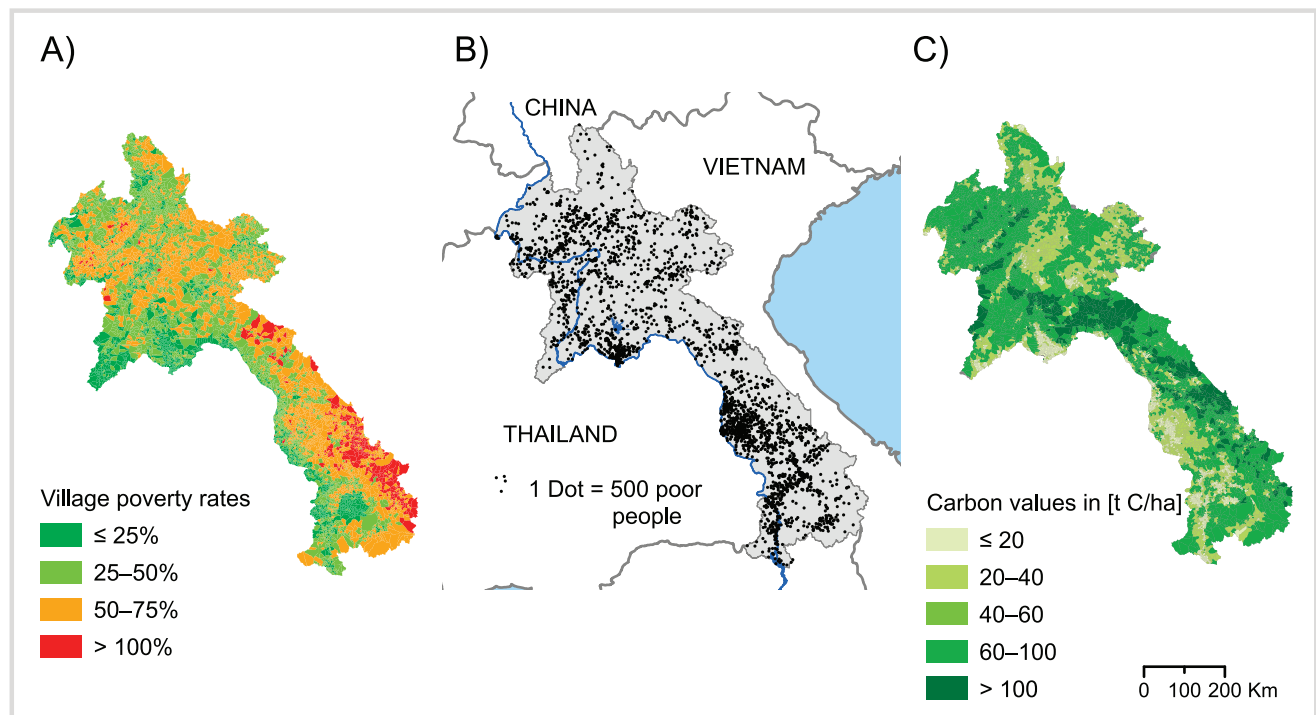 A)
B)
C)
CHINA
VIETNAM
THAILAND
1 Dot = 500 poor
people
Village poverty rates
≤ 25%
25–50%
50–75%
> 100%
Carbon values in [t C/ha]
≤ 20
20–40
40–60
60–100
> 100
0 100 200 Km